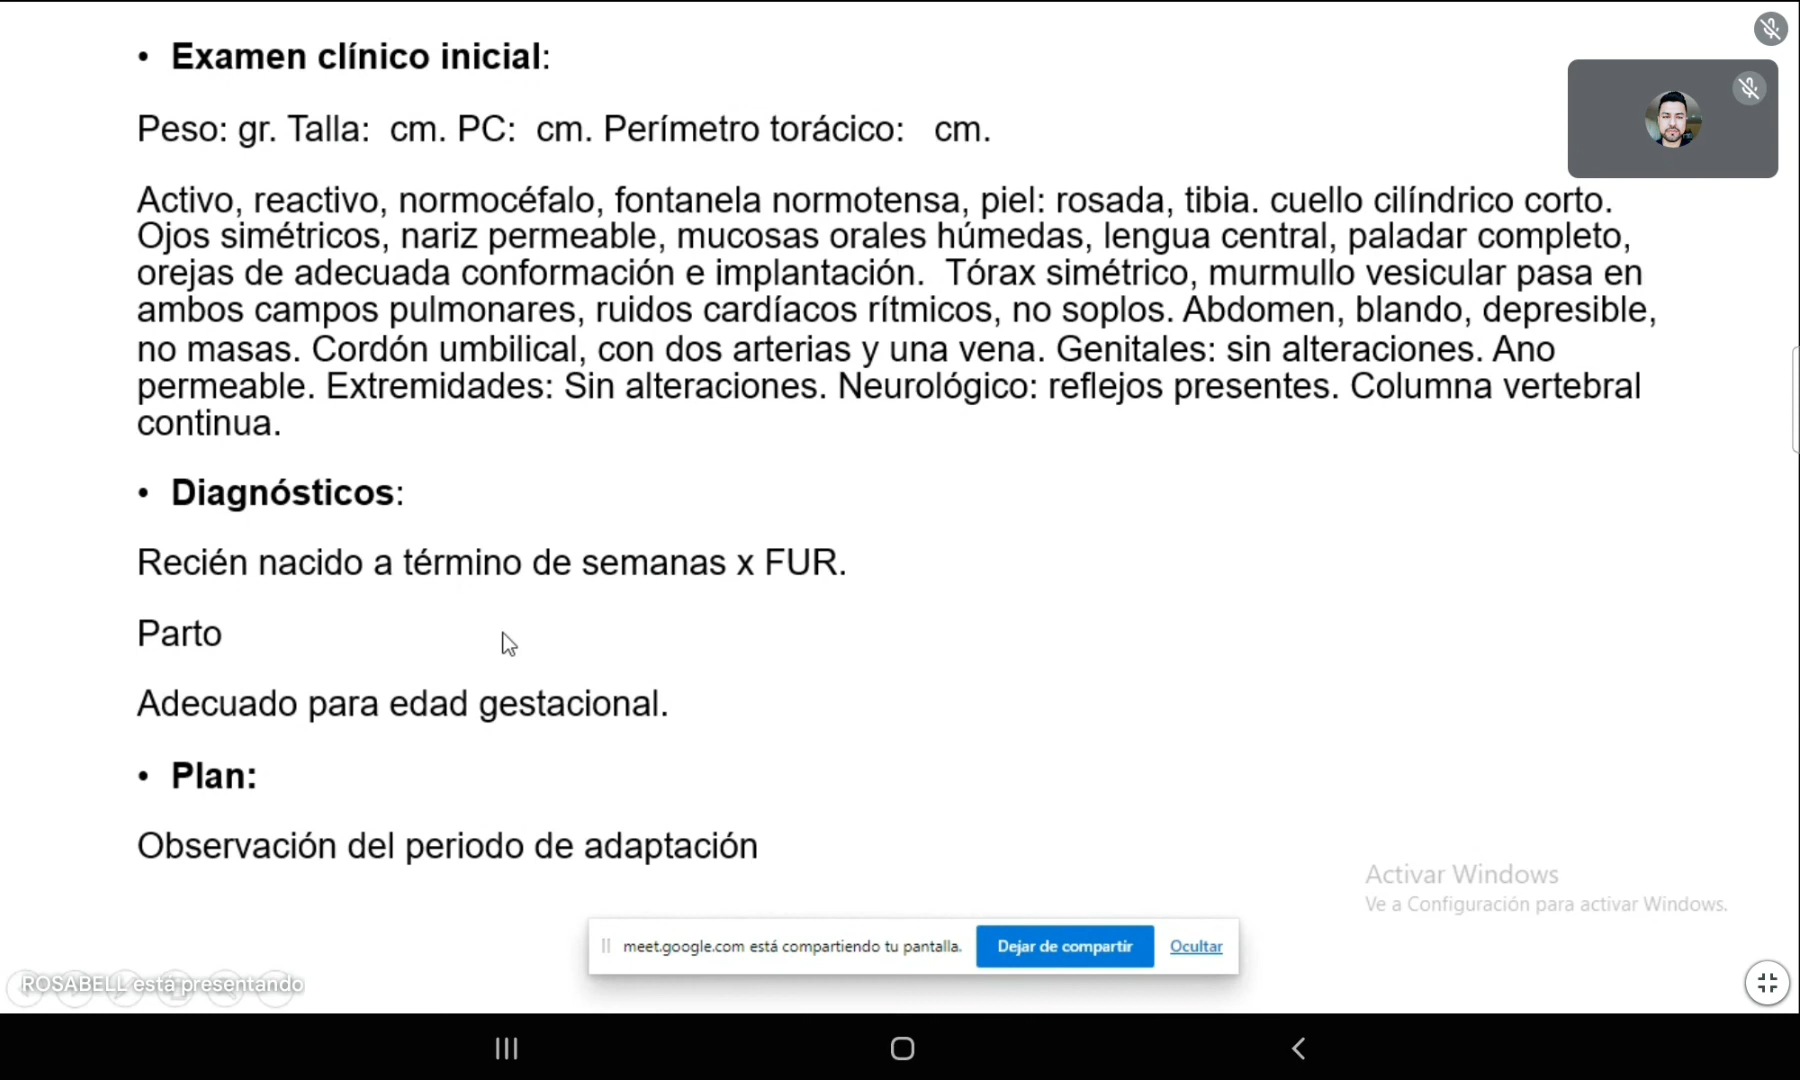 • Examen clínico inicial:
Peso: gr. Talla:  cm. PC:  cm. Perímetro torácico:   cm.
Activo, reactivo, normocéfalo, fontanela normotensa, piel: rosada, tibia. cuello cilíndrico corto.
Ojos simétricos, nariz permeable, mucosas orales húmedas, lengua central, paladar completo,
orejas de adecuada conformación e implantación.  Tórax simétrico, murmullo vesicular pasa en
ambos campos pulmonares, ruidos cardíacos rítmicos, no soplos. Abdomen, blando, depresible,
no masas. Cordón umbilical, con dos arterias y una vena. Genitales: sin alteraciones. Ano
permeable. Extremidades: Sin alteraciones. Neurológico: reflejos presentes. Columna vertebral
continua.
• Diagnósticos:
Recién nacido a término de semanas x FUR.
Parto
Adecuado para edad gestacional.
• Plan:
Observación del periodo de adaptación
Activar Windows
Ve a Configuración para activar Windows.
meet.google.com está compartiendo tu pantalla. Dejar de compartir Ocultar
ROSABELL está presentando